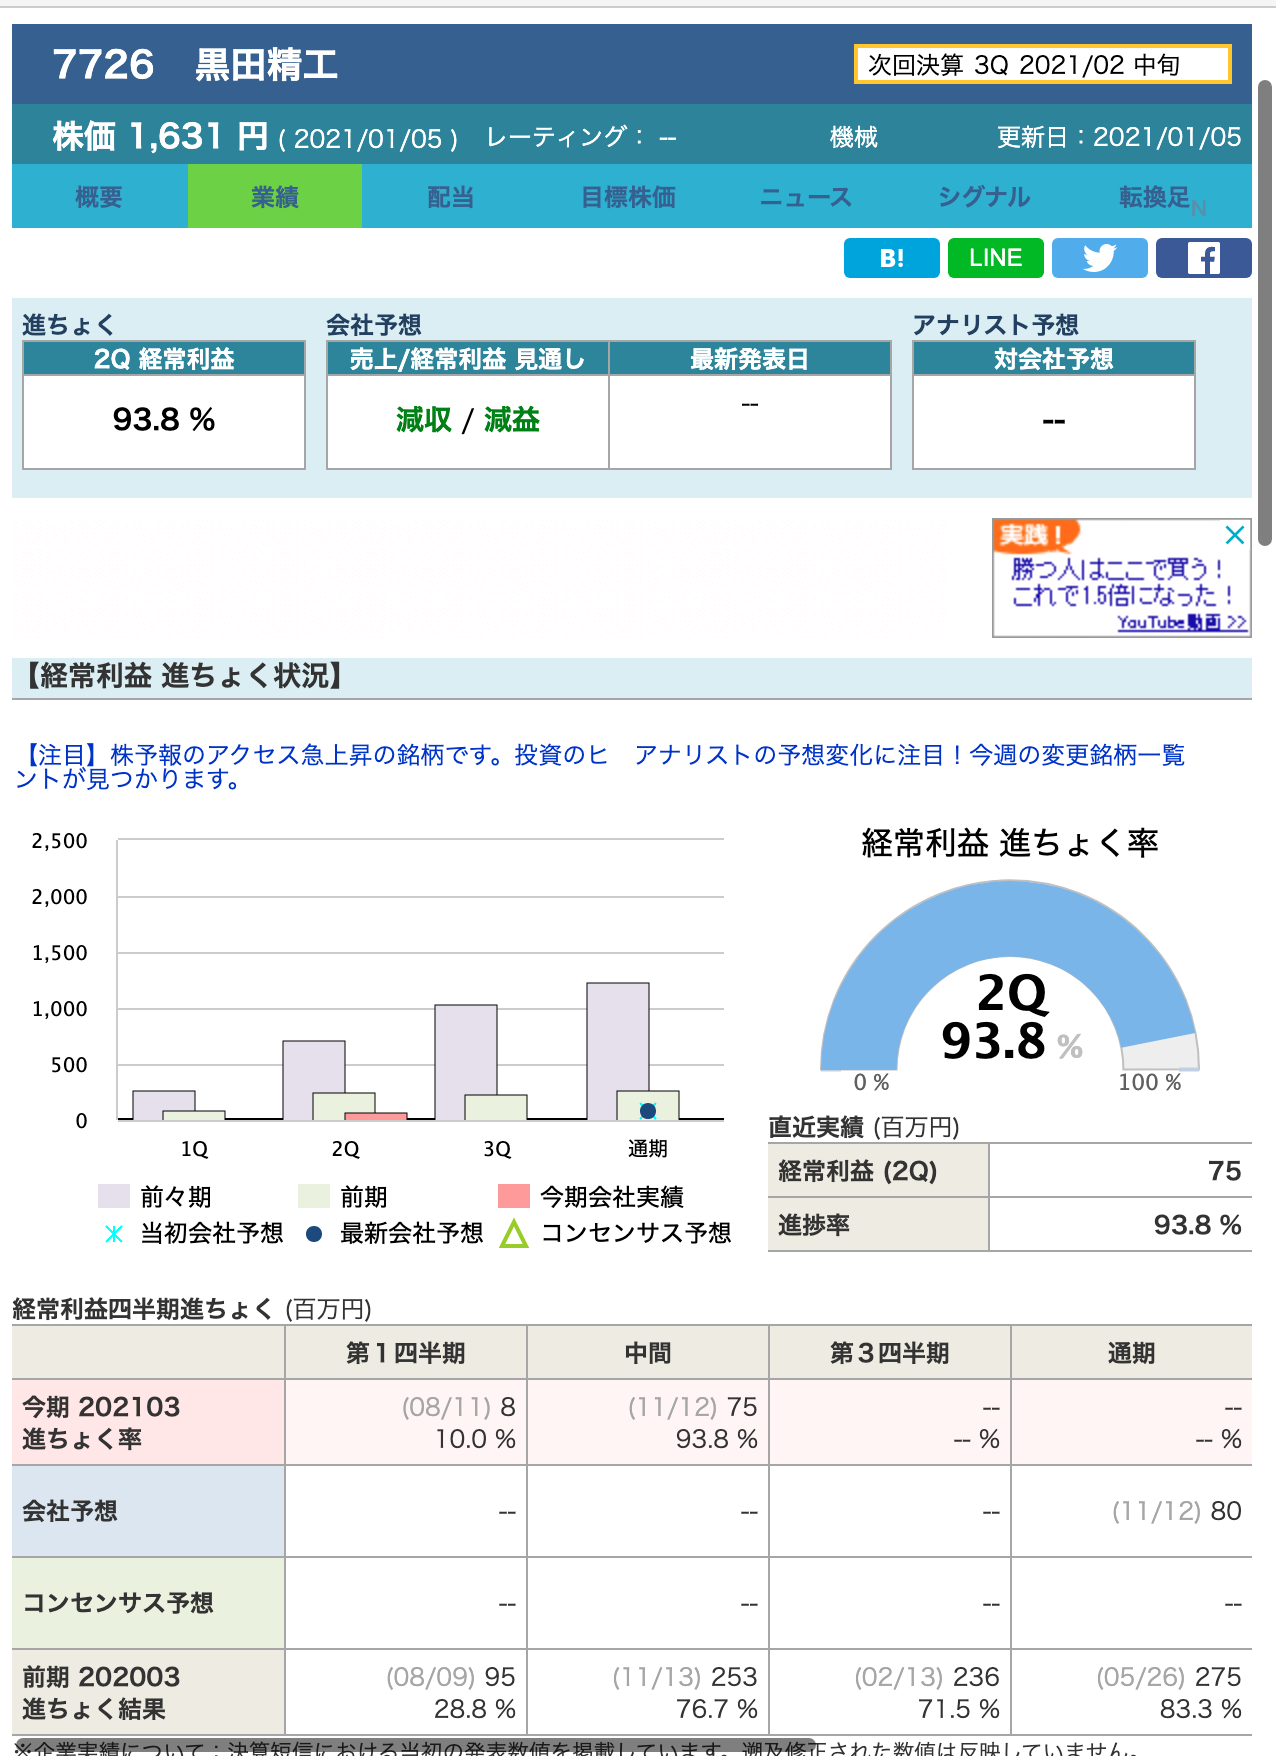 7726 黒田精工
次回決算 3Q 2021/02 中旬
株価 1,631 円 ( 2021/01/05 ) レーティング： -- 機械 更新日：2021/01/05
概要 業績 配当 目標株価 ニュース シグナル 転換足N
B! LINE
進ちょく 会社予想 アナリスト予想
2Q 経常利益 売上/経常利益 見通し 最新発表日 対会社予想
93.8 % 減収 / 減益 -- --
実践！
勝つ人はここで買う！
これで1.5倍になった！
YouTube動画 >>
【経常利益 進ちょく状況】
【注目】株予報のアクセス急上昇の銘柄です。投資のヒ アナリストの予想変化に注目！今週の変更銘柄一覧
ントが見つかります。
経常利益 進ちょく率
2,500
2,000
1,500
1,000
500
0
1Q 2Q 3Q 通期
2Q
93.8 %
0 % 100 %
前々期 前期 今期会社実績
当初会社予想 最新会社予想 コンセンサス予想
直近実績 (百万円)
経常利益 (2Q) 75
進捗率 93.8 %
経常利益四半期進ちょく (百万円)
第１四半期 中間 第３四半期 通期
今期 202103 (08/11) 8 (11/12) 75 -- --
進ちょく率 10.0 % 93.8 % -- % -- %
会社予想 -- -- -- (11/12) 80
コンセンサス予想 -- -- -- --
前期 202003 (08/09) 95 (11/13) 253 (02/13) 236 (05/26) 275
進ちょく結果 28.8 % 76.7 % 71.5 % 83.3 %
※企業実績について：決算短信における当初の発表数値を掲載しています。遡及修正された数値は反映していません。